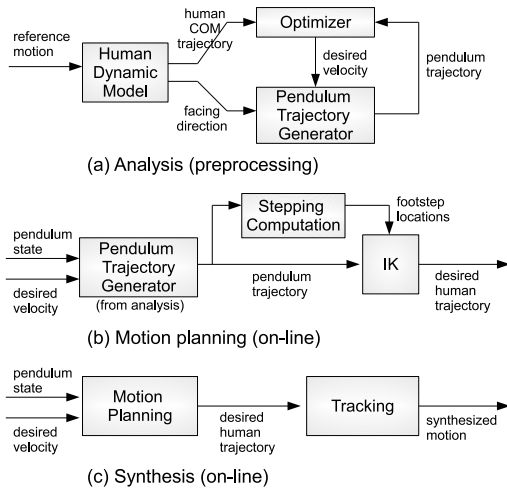 reference
motion
Human
Dynamic
Model
human
COM
trajectory
facing
direction
Optimizer
desired
velocity
Pendulum
Trajectory
Generator
pendulum
trajectory
(a) Analysis (preprocessing)
pendulum
state
desired
velocity
Pendulum
Trajectory
Generator
(from analysis)
Stepping
Computation
pendulum
trajectory
footstep
locations
IK
desired
human
trajectory
(b) Motion planning (on-line)
pendulum
state
desired
velocity
Motion
Planning
desired
human
trajectory
Tracking
synthesized
motion
(c) Synthesis (on-line)